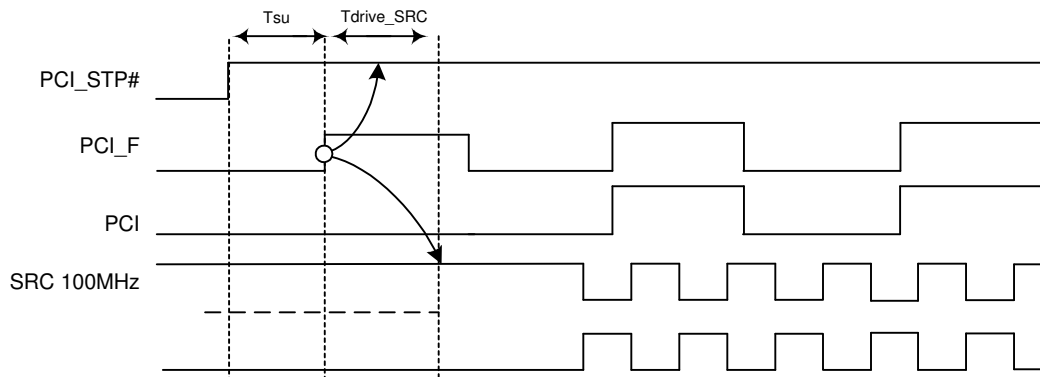 Tsu Tdrive_SRC
PCI_STP#
PCI_F
PCI
SRC 100MHz